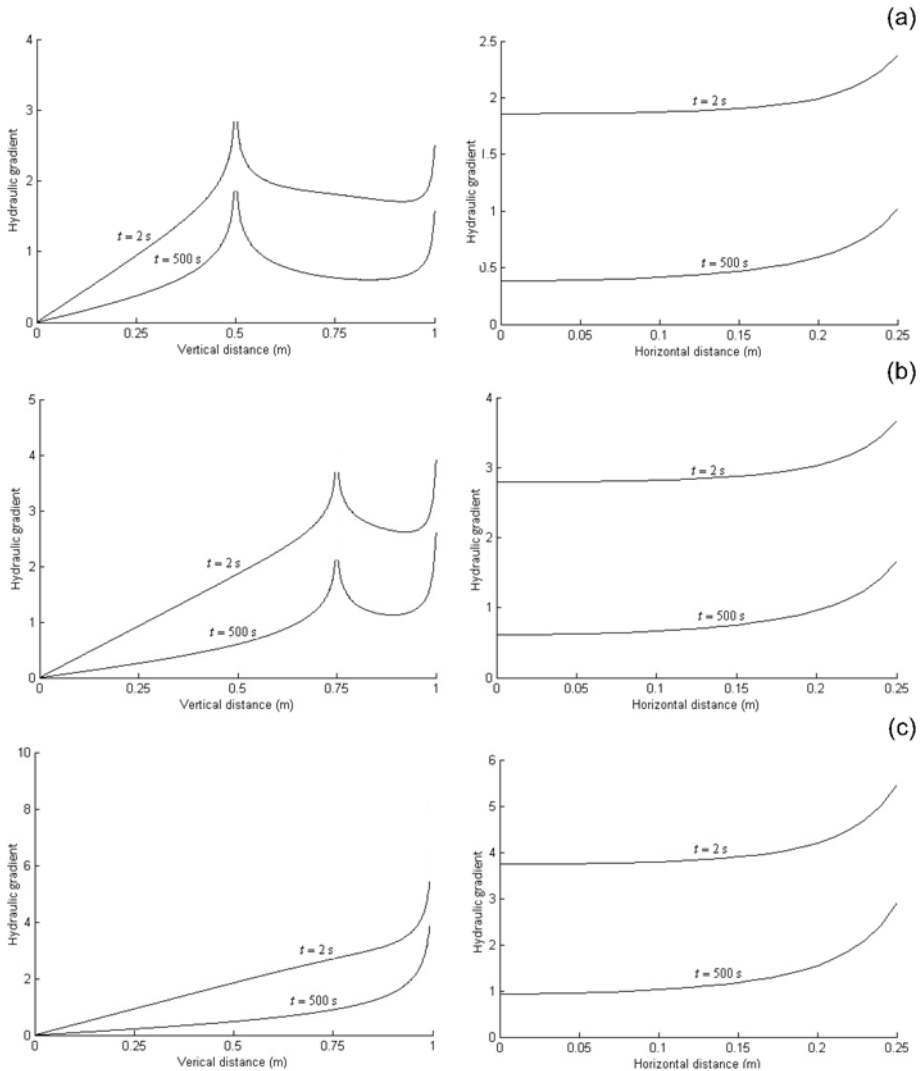 (a)
4
3
2
1
0
Hydraulic gradient
t = 2 s
t = 500 s
0 0.25 0.5 0.75 1
Vertical distance (m)
2.5
2
1.5
1
0.5
0
Hydraulic gradient
t = 2 s
t = 500 s
0 0.05 0.1 0.15 0.2 0.25
Horizontal distance (m)
(b)
5
4
3
2
1
0
Hydraulic gradient
t = 2 s
t = 500 s
0 0.25 0.5 0.75 1
Vertical distance (m)
4
3
2
1
0
Hydraulic gradient
t = 2 s
t = 500 s
0 0.05 0.1 0.15 0.2 0.25
Horizontal distance (m)
(c)
10
8
6
4
2
0
Hydraulic gradient
t = 2 s
t = 500 s
0 0.25 0.5 0.75 1
Verical distance (m)
6
5
4
3
2
1
0
Hydraulic gradient
t = 2 s
t = 500 s
0 0.05 0.1 0.15 0.2 0.25
Horizontal distance (m)